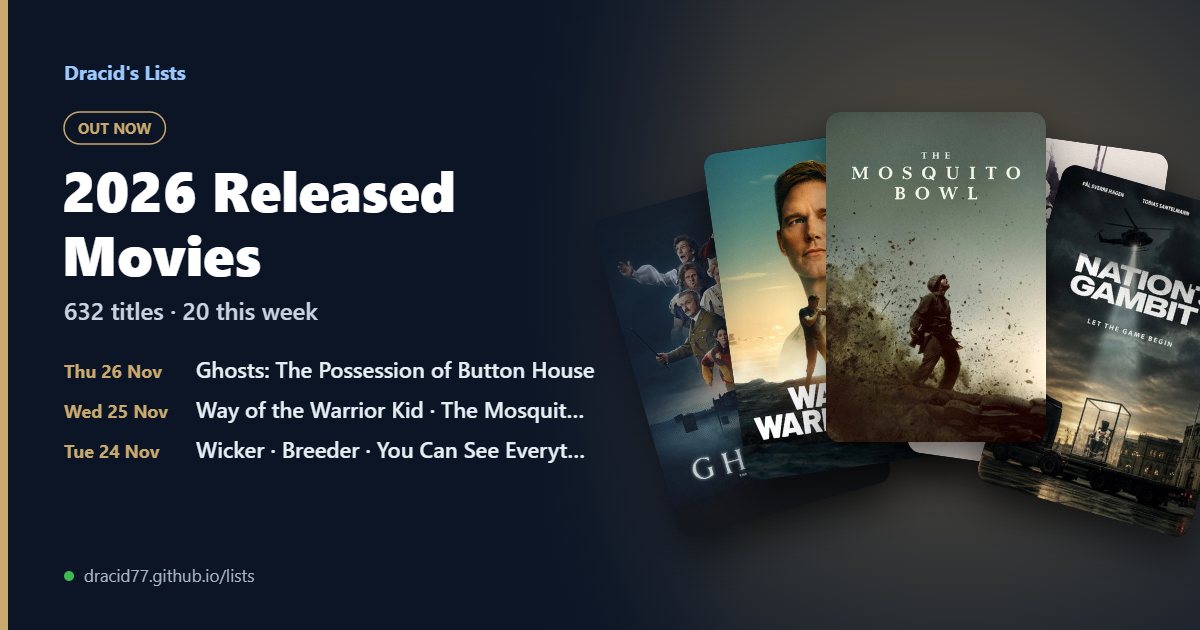 Dracid's Lists
OUT NOW
2026 Released
Movies
632 titles · 20 this week
Thu 26 Nov Ghosts: The Possession of Button House
Wed 25 Nov Way of the Warrior Kid · The Mosquit...
Tue 24 Nov Wicker · Breeder · You Can See Everyt...
dracid77.github.io/lists
GH
WA
WARR
THE
MOSQUITO
BOWL
PÅL SVERRE HAGEN
TOBIAS SANTELMANN
NATION
GAMBIT
LET THE GAME BEGIN